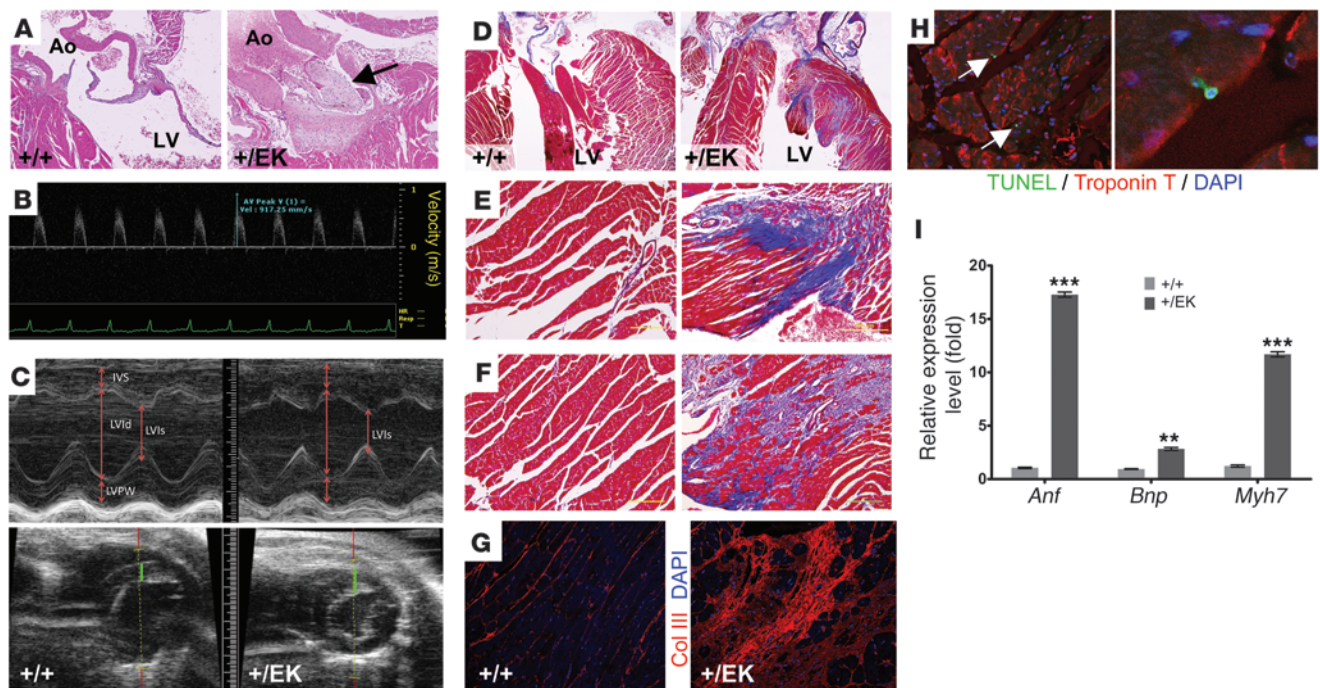 A
Ao
LV
+/+
Ao
+/EK
B
AV Peak V (1) =
Vel : 917.25 mm/s
1
0
Velocity (m/s)
HR
Resp
T
C
IVS
LVId
LVIs
LVPW
LVIs
+/+
+/EK
D
+/+
LV
+/EK
LV
E
F
G
+/+
Col III DAPI
+/EK
H
TUNEL / Troponin T / DAPI
I
Relative expression
level (fold)
20
15
10
5
0
+/+
+/EK
***
**
***
Anf
Bnp
Myh7